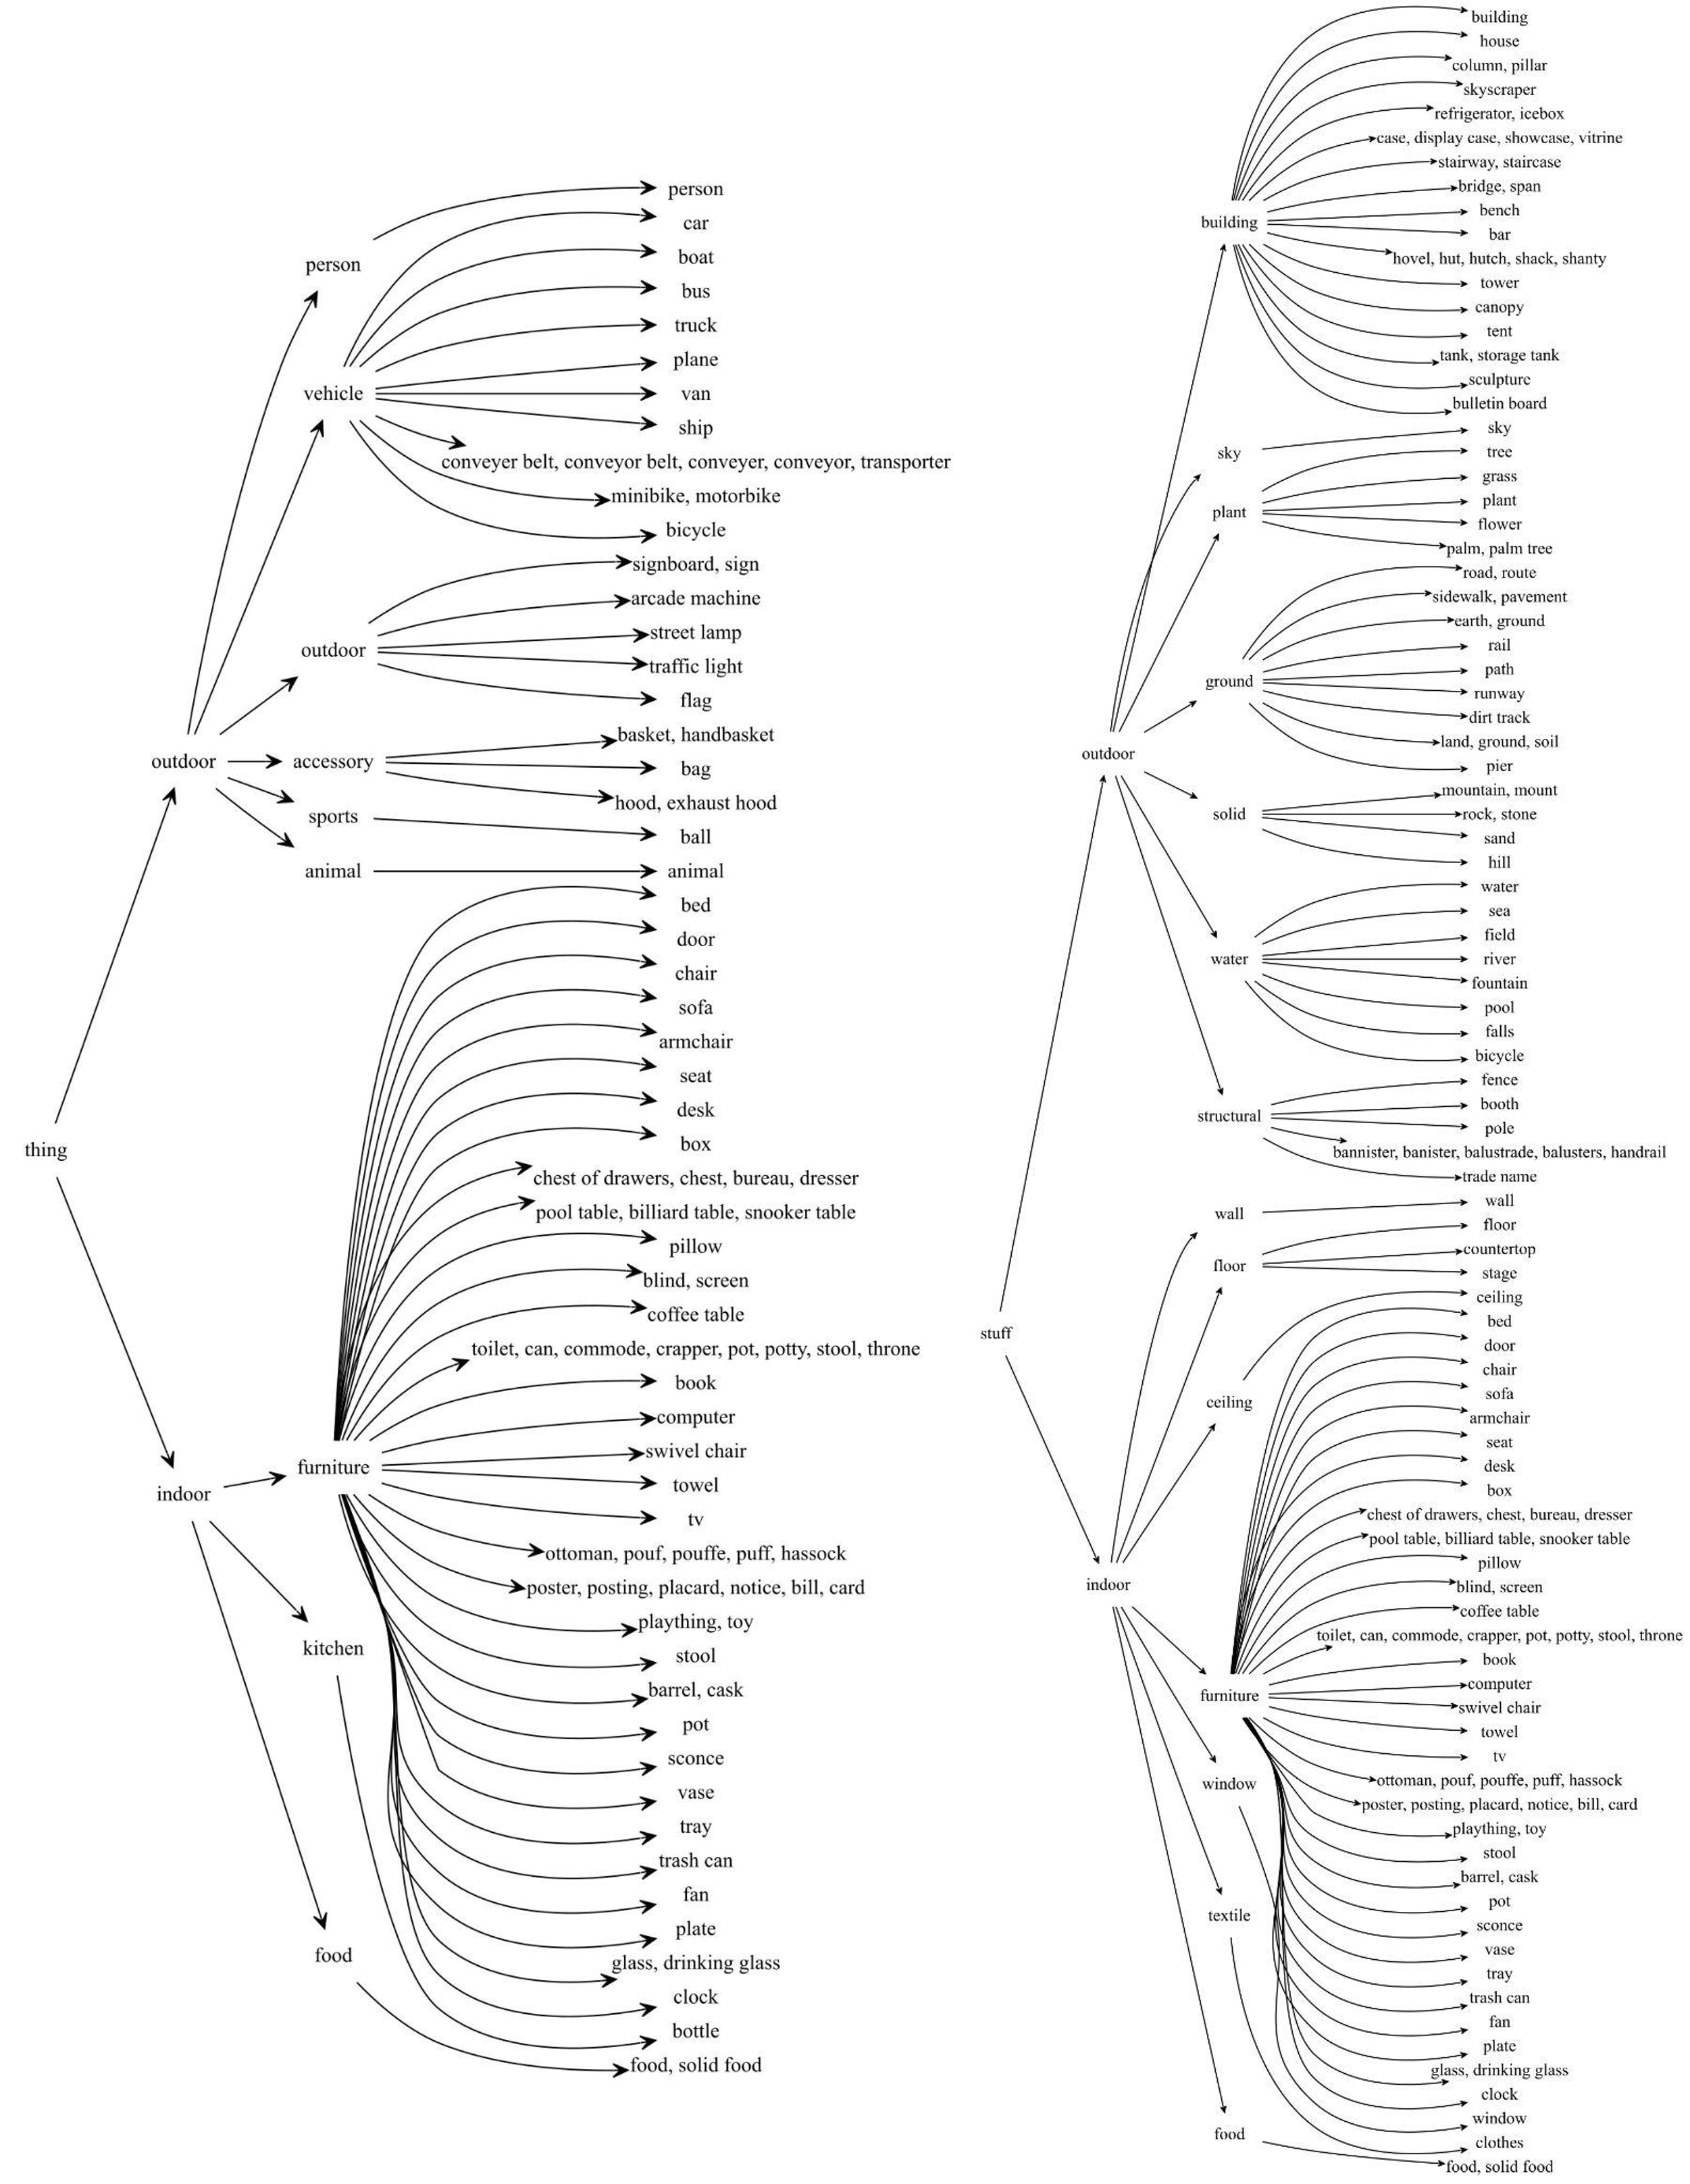 thing
outdoor
indoor
person
vehicle
outdoor
accessory
sports
animal
furniture
kitchen
food
person
car
boat
bus
truck
plane
van
ship
conveyer belt, conveyor belt, conveyer, conveyor, transporter
minibike, motorbike
bicycle
signboard, sign
arcade machine
street lamp
traffic light
flag
basket, handbasket
bag
hood, exhaust hood
ball
animal
bed
door
chair
sofa
armchair
seat
desk
box
chest of drawers, chest, bureau, dresser
pool table, billiard table, snooker table
pillow
blind, screen
coffee table
toilet, can, commode, crapper, pot, potty, stool, throne
book
computer
swivel chair
towel
tv
ottoman, pouf, pouffe, puff, hassock
poster, posting, placard, notice, bill, card
plaything, toy
stool
barrel, cask
pot
sconce
vase
tray
trash can
fan
plate
glass, drinking glass
clock
bottle
food, solid food
stuff
outdoor
indoor
building
sky
plant
ground
solid
water
structural
wall
floor
ceiling
furniture
window
textile
food
building
house
column, pillar
skyscraper
refrigerator, icebox
case, display case, showcase, vitrine
stairway, staircase
bridge, span
bench
bar
hovel, hut, hutch, shack, shanty
tower
canopy
tent
tank, storage tank
sculpture
bulletin board
sky
tree
grass
plant
flower
palm, palm tree
road, route
sidewalk, pavement
earth, ground
rail
path
runway
dirt track
land, ground, soil
pier
mountain, mount
rock, stone
sand
hill
water
sea
field
river
fountain
pool
falls
bicycle
fence
booth
pole
bannister, banister, balustrade, balusters, handrail
trade name
wall
floor
countertop
stage
ceiling
bed
door
chair
sofa
armchair
seat
desk
box
chest of drawers, chest, bureau, dresser
pool table, billiard table, snooker table
pillow
blind, screen
coffee table
toilet, can, commode, crapper, pot, potty, stool, throne
book
computer
swivel chair
towel
tv
ottoman, pouf, pouffe, puff, hassock
poster, posting, placard, notice, bill, card
plaything, toy
stool
barrel, cask
pot
sconce
vase
tray
trash can
fan
plate
glass, drinking glass
clock
window
clothes
food, solid food